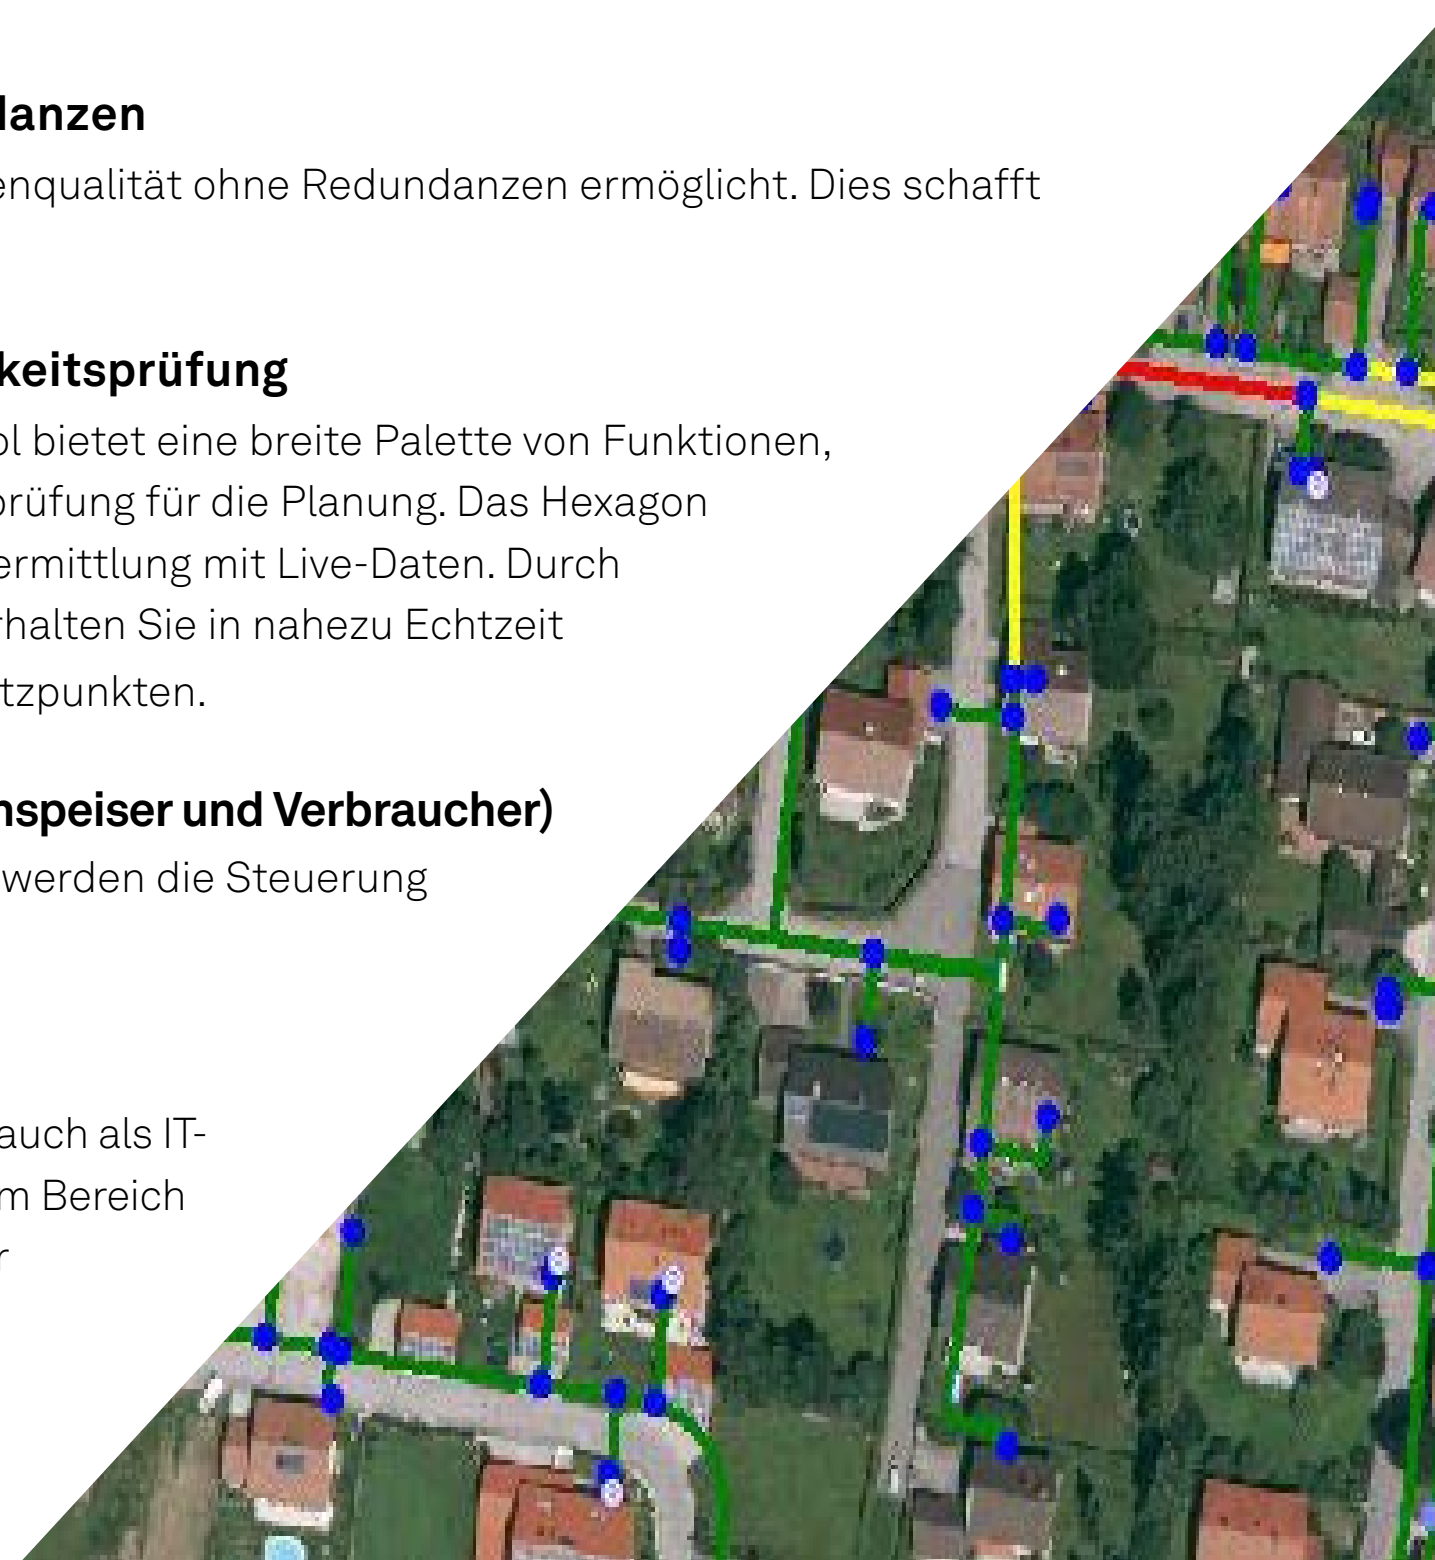 danzen
enqualität ohne Redundanzen ermöglicht. Dies schafft
keitsprüfung
ol bietet eine breite Palette von Funktionen,
prüfung für die Planung. Das Hexagon
ermittlung mit Live-Daten. Durch
rhalten Sie in nahezu Echtzeit
tzpunkten.
nspeiser und Verbraucher)
werden die Steuerung
auch als IT-
m Bereich
r